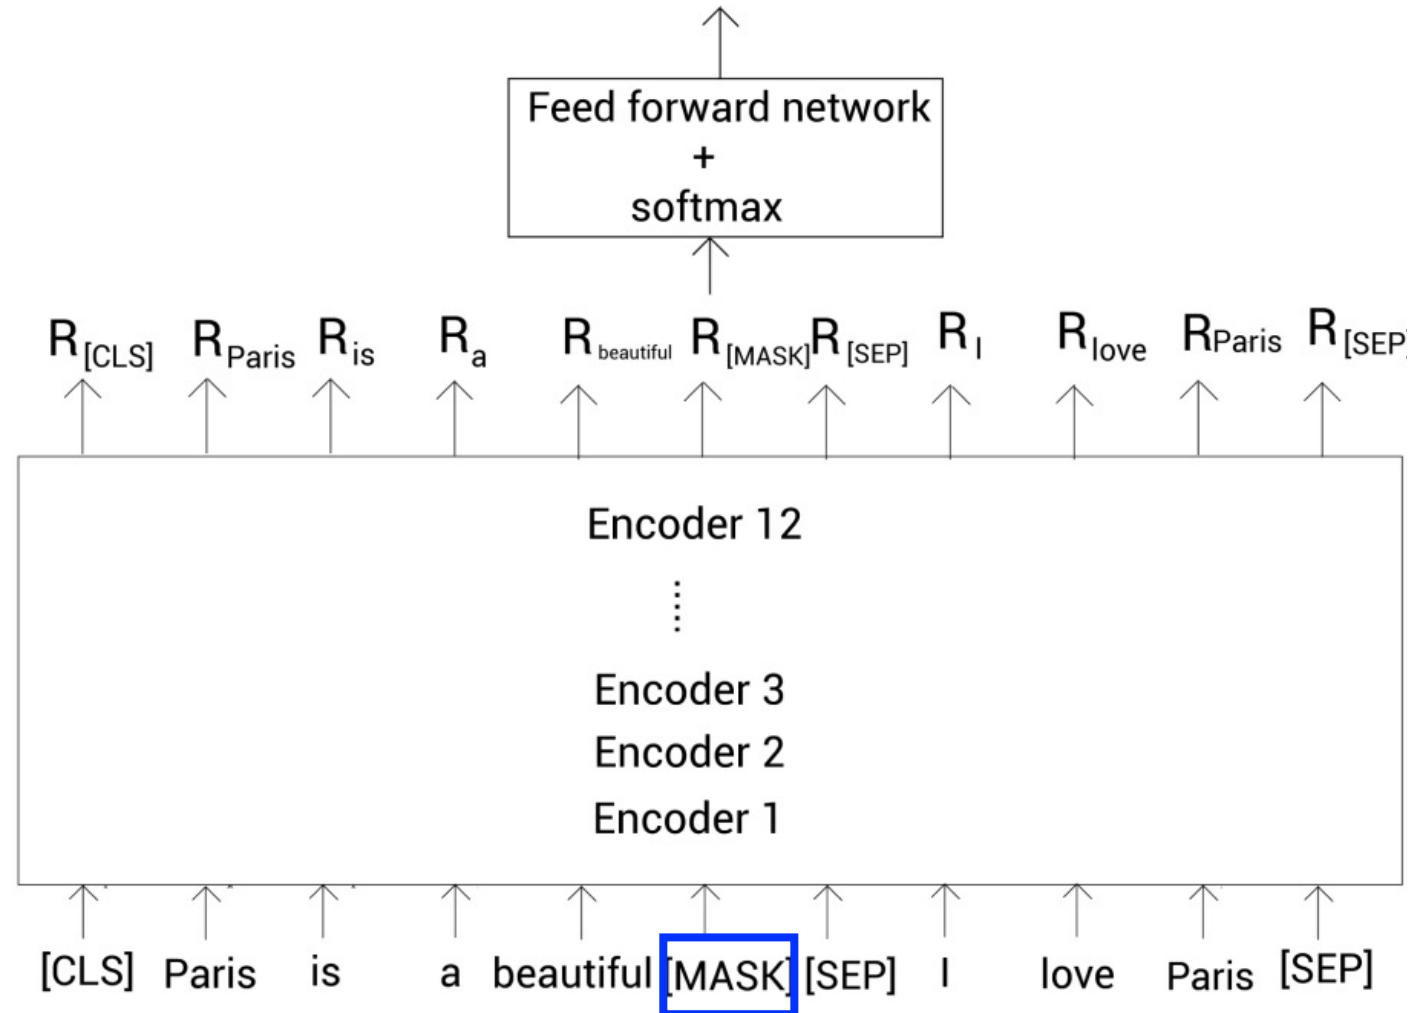 Feed forward network
+
softmax
R[CLS] RParis Ris Ra Rbeautiful R[MASK] R[SEP] RI Rlove RParis R[SEP]
Encoder 12
Encoder 3
Encoder 2
Encoder 1
[CLS] Paris is a beautiful [MASK] [SEP] I love Paris [SEP]